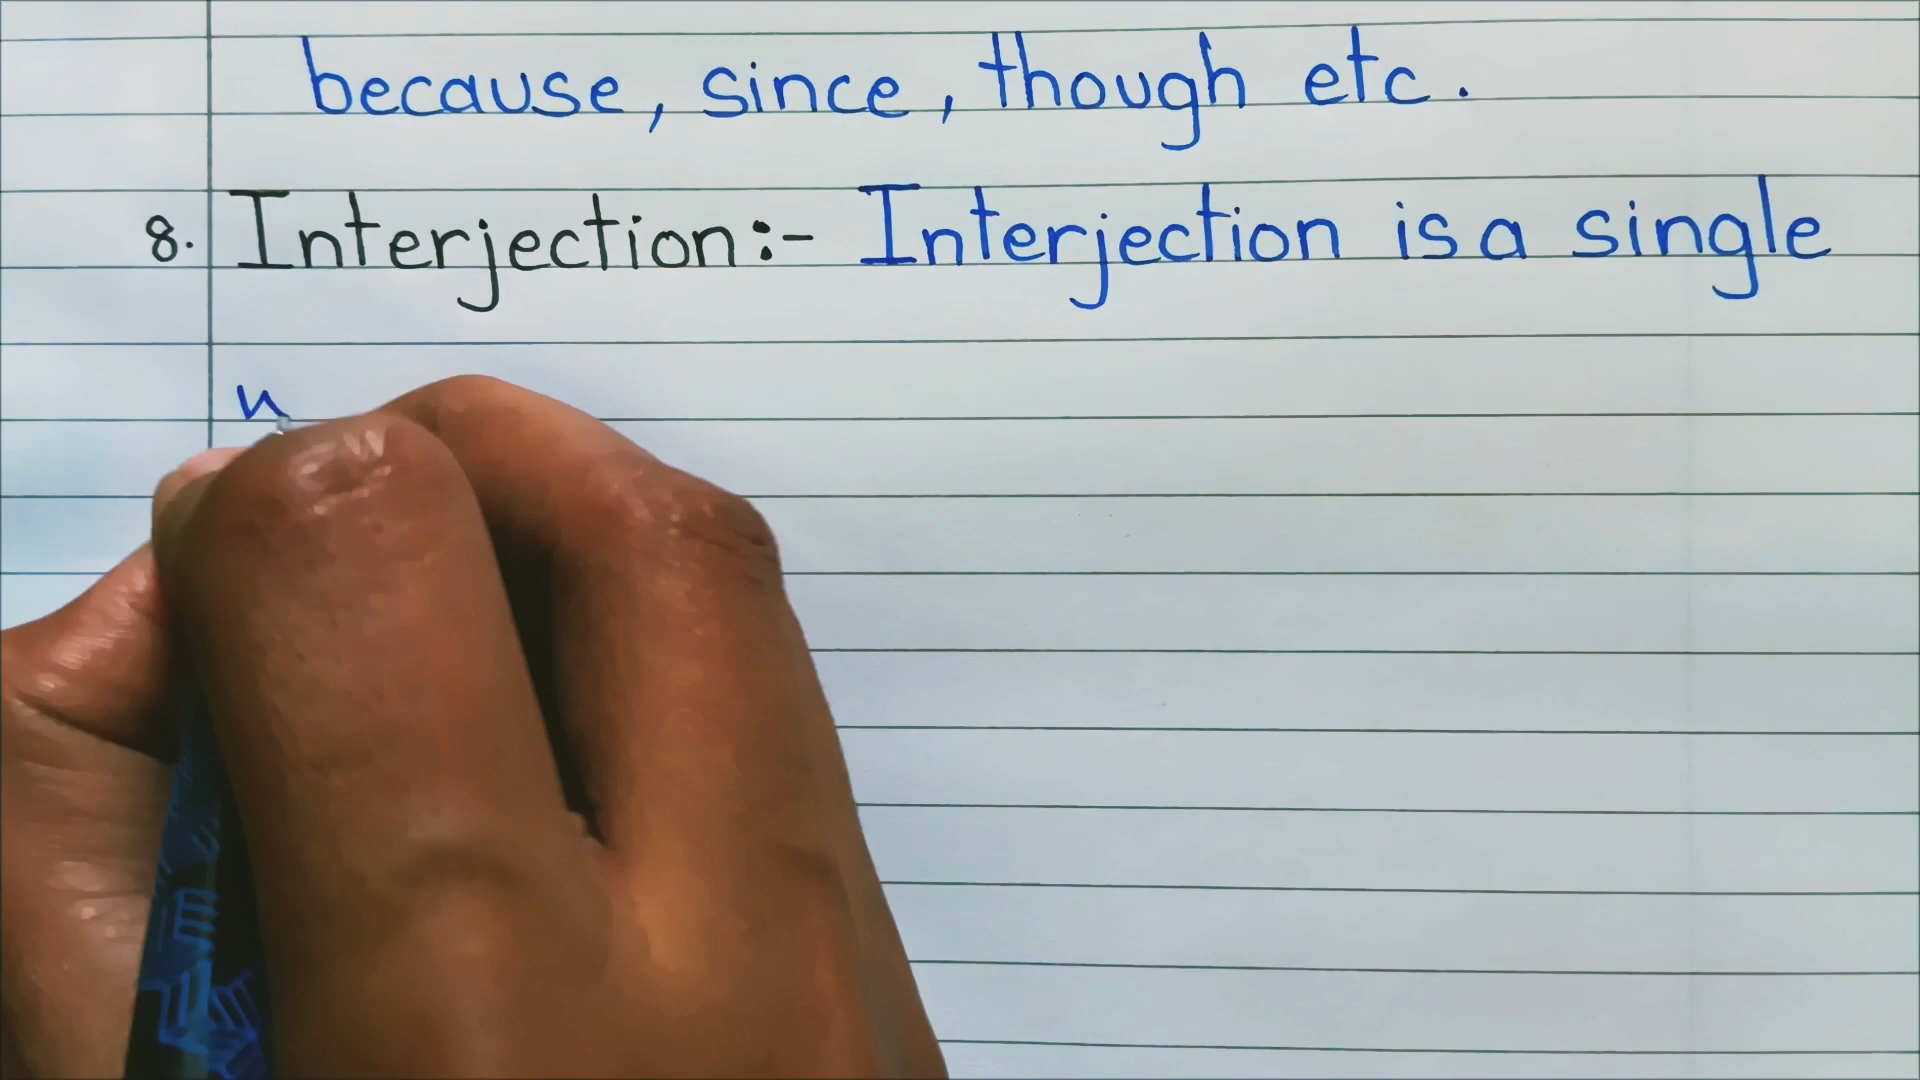 because, since, though etc.
8. Interjection:- Interjection is a single